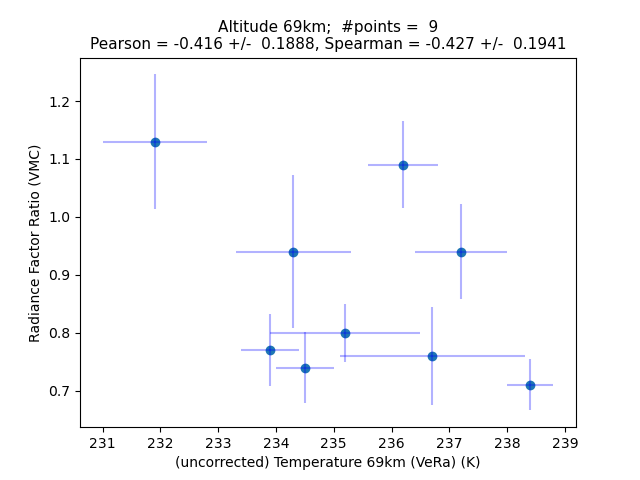 Altitude 69km;  #points =  9
Pearson = -0.416 +/-  0.1888, Spearman = -0.427 +/-  0.1941
Radiance Factor Ratio (VMC)
1.2
1.1
1.0
0.9
0.8
0.7
231 232 233 234 235 236 237 238 239
(uncorrected) Temperature 69km (VeRa) (K)